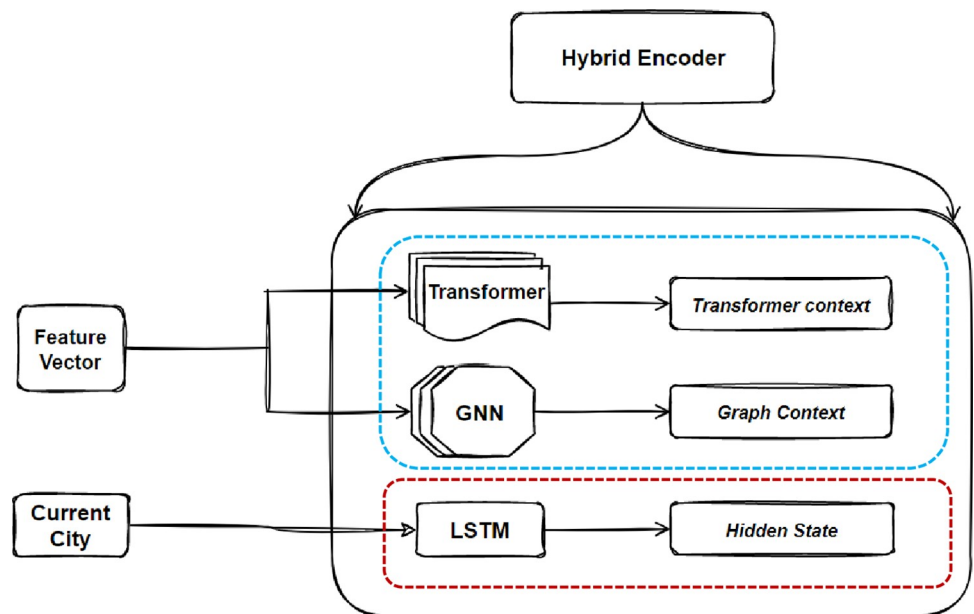 Hybrid Encoder
Transformer
Transformer context
Feature
Vector
GNN
Graph Context
Current
City
LSTM
Hidden State